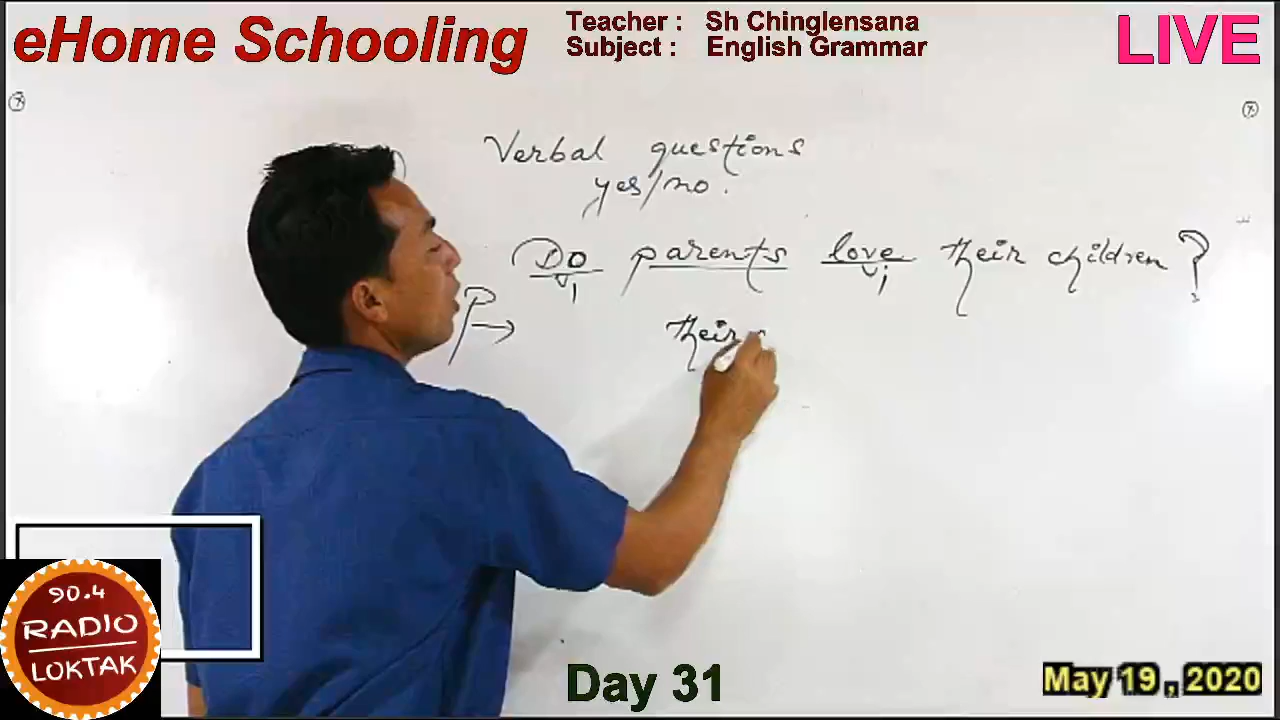 eHome Schooling
Teacher : Sh Chinglensana
Subject : English Grammar
LIVE
Verbal questions
yes/no.
Do parents love their children ?
V1 V1
P →
their
90.4
RADIO
LOKTAK
Day 31
May 19 , 2020